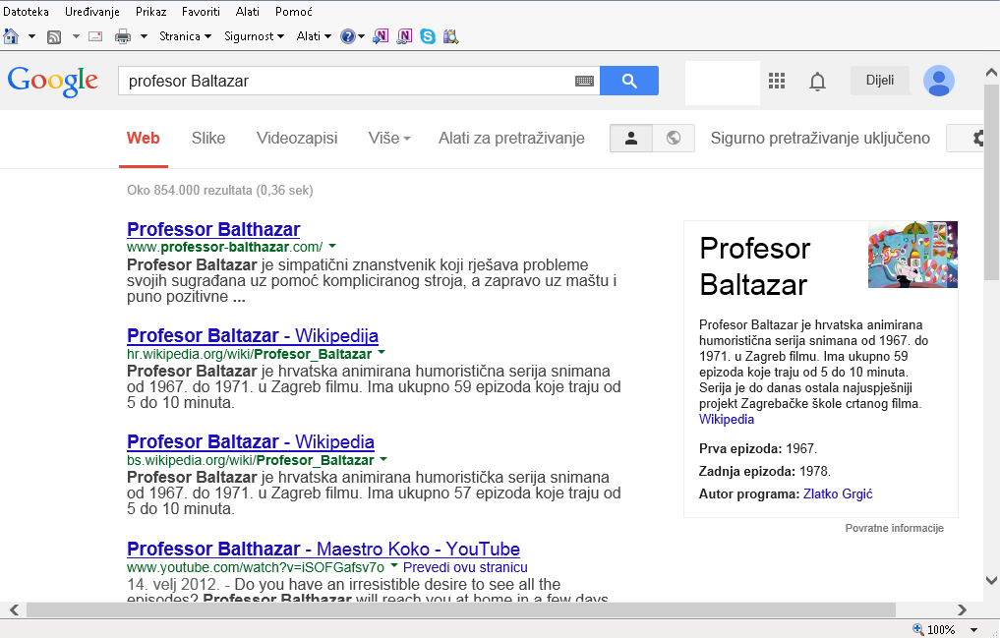 Datoteka Uređivanje Prikaz Favoriti Alati Pomoć
Stranica Sigurnost Alati
Google profesor Baltazar Dijeli
Web Slike Videozapisi Više Alati za pretraživanje Sigurno pretraživanje uključeno
Oko 854.000 rezultata (0,36 sek)
Professor Balthazar
www.professor-balthazar.com/
Profesor Baltazar je simpatični znanstvenik koji rješava probleme
svojih sugrađana uz pomoć kompliciranog stroja, a zapravo uz maštu i
puno pozitivne ...
Profesor Baltazar - Wikipedija
hr.wikipedia.org/wiki/Profesor_Baltazar
Profesor Baltazar je hrvatska animirana humoristična serija snimana
od 1967. do 1971. u Zagreb filmu. Ima ukupno 59 epizoda koje traju od
5 do 10 minuta.
Profesor Baltazar - Wikipedia
bs.wikipedia.org/wiki/Profesor_Baltazar
Profesor Baltazar je hrvatska animirana humoristička serija snimana
od 1967. do 1971. u Zagreb filmu. Ima ukupno 57 epizoda koje traju od
5 do 10 minuta.
Professor Balthazar - Maestro Koko - YouTube
www.youtube.com/watch?v=iSOFGafsv7o Prevedi ovu stranicu
14. velj 2012. - Do you have an irresistible desire to see all the
episodes? Professor Balthazar will reach you at home in a few days
Profesor
Baltazar
Profesor Baltazar je hrvatska animirana
humoristična serija snimana od 1967. do
1971. u Zagreb filmu. Ima ukupno 59
epizoda koje traju od 5 do 10 minuta.
Serija je do danas ostala najuspješniji
projekt Zagrebačke škole crtanog filma.
Wikipedia
Prva epizoda: 1967.
Zadnja epizoda: 1978.
Autor programa: Zlatko Grgić
Povratne informacije
100%